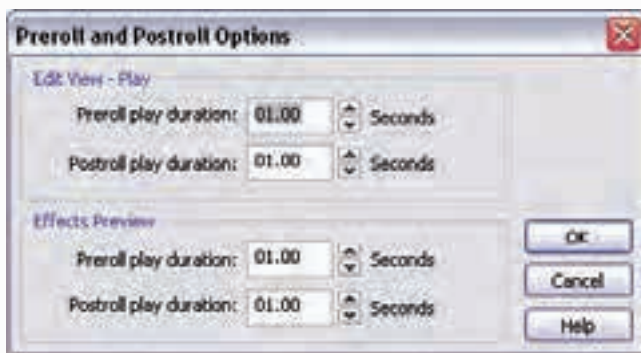 Preroll and Postroll Options
Edit View - Play
Preroll play duration: 01.00 Seconds
Postroll play duration: 01.00 Seconds
Effects Preview
Preroll play duration: 01.00 Seconds
Postroll play duration: 01.00 Seconds
OK
Cancel
Help